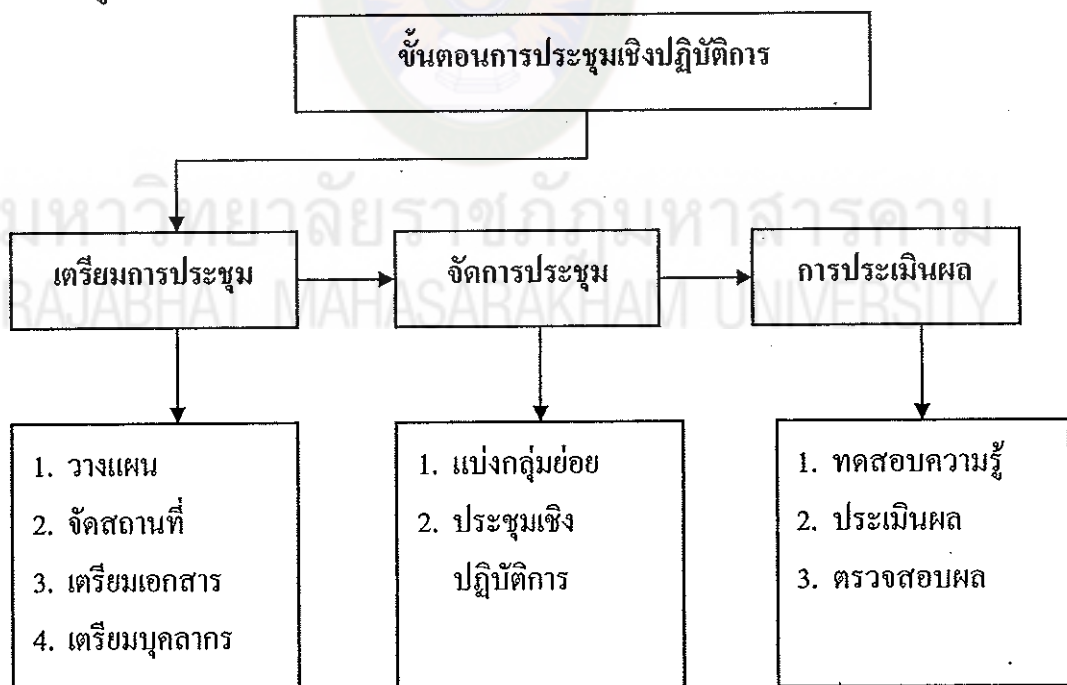 ขั้นตอนการประชุมเชิงปฏิบัติการ
มหาวิทยาลัยราชภัฏมหาสารคาม
RAJABHAT MAHASARAKHAM UNIVERSITY
เตรียมการประชุม
จัดการประชุม
การประเมินผล
1. วางแผน
2. จัดสถานที่
3. เตรียมเอกสาร
4. เตรียมบุคลากร
1. แบ่งกลุ่มย่อย
2. ประชุมเชิง
ปฏิบัติการ
1. ทดสอบความรู้
2. ประเมินผล
3. ตรวจสอบผล